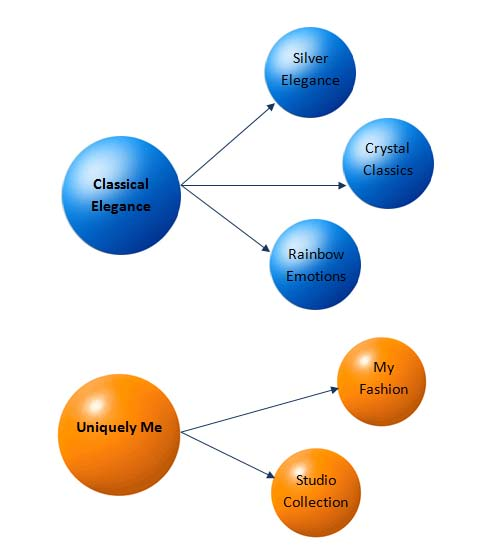 Silver
Elegance
Crystal
Classics
Classical
Elegance
Rainbow
Emotions
My
Fashion
Uniquely Me
Studio
Collection